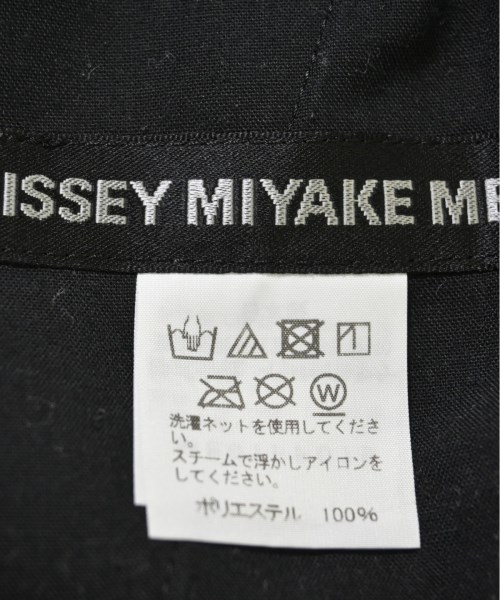 ISSEY MIYAKE ME
W
洗濯ネットを使用してくださ
い。
スチームで浮かしアイロンを
してください。
ポリエステル 100%